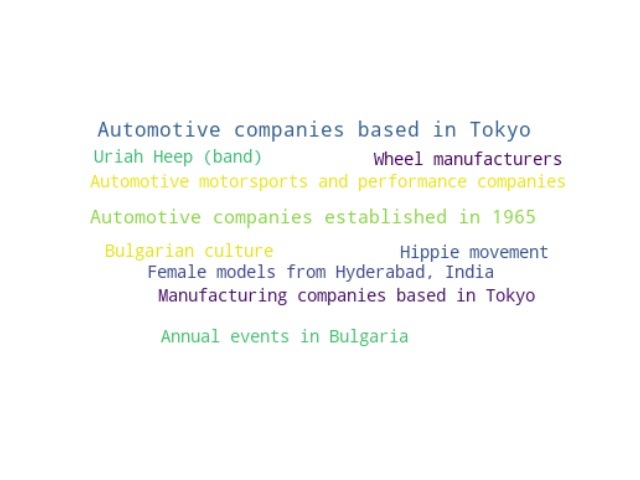 Automotive companies based in Tokyo
Uriah Heep (band)
Wheel manufacturers
Automotive motorsports and performance companies
Automotive companies established in 1965
Bulgarian culture
Hippie movement
Female models from Hyderabad, India
Manufacturing companies based in Tokyo
Annual events in Bulgaria